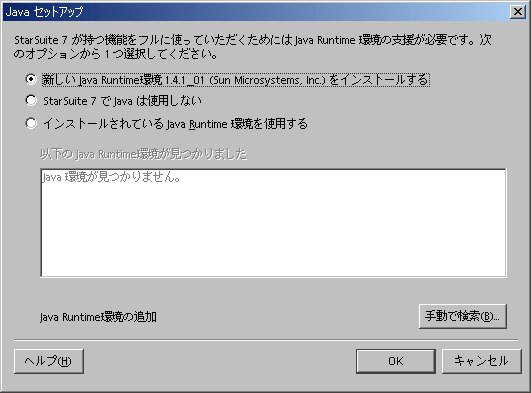 Java セットアップ
StarSuite 7 が持つ機能をフルに使っていただくためには Java Runtime 環境の支援が必要です。次
のオプションから 1 つ選択してください。
新しい Java Runtime環境 1.4.1_01 (Sun Microsystems, Inc.) をインストールする
StarSuite 7 で Java は使用しない
インストールされている Java Runtime 環境を使用する
以下の Java Runtime環境が見つかりました
Java 環境が見つかりません。
Java Runtime環境の追加
手動で検索(B)...
ヘルプ(H)
OK
キャンセル